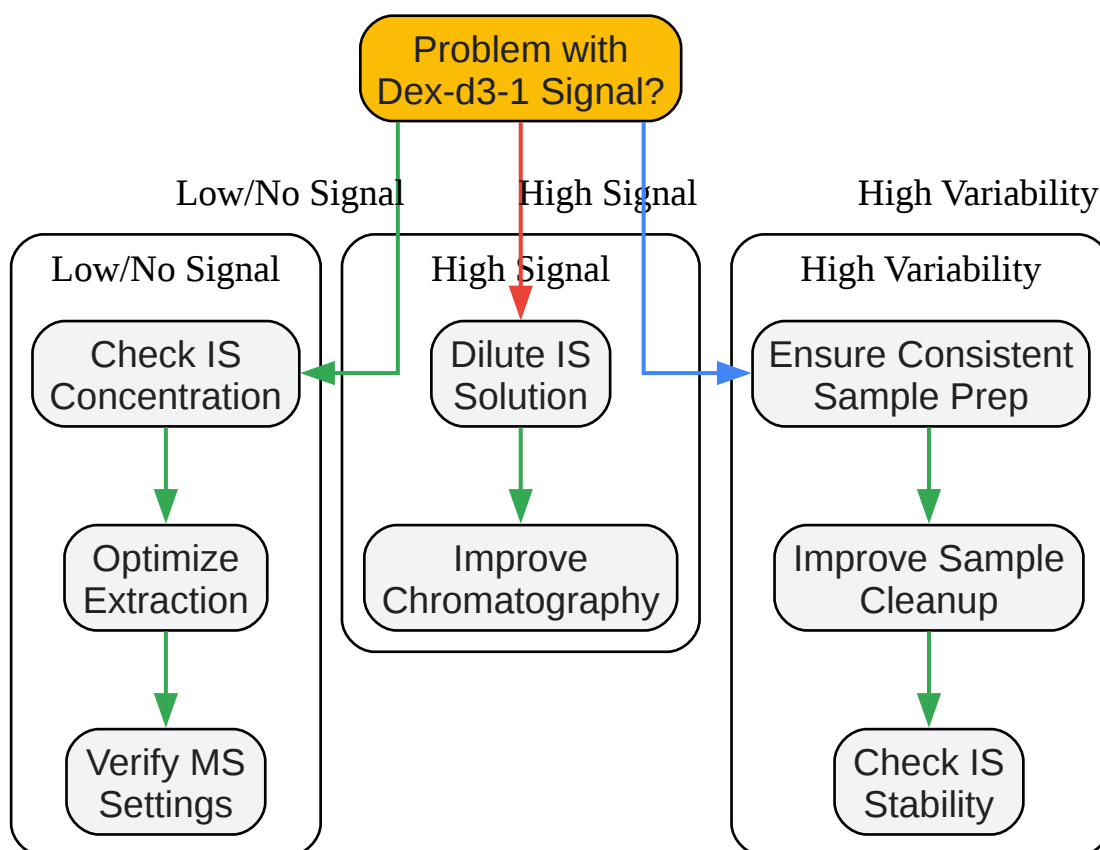 Problem with
Dex-d3-1 Signal?
Low/No Signal
High Signal
High Variability
Low/No Signal
High Signal
High Variability
Check IS
Concentration
Dilute IS
Solution
Ensure Consistent
Sample Prep
Optimize
Extraction
Improve
Chromatography
Improve Sample
Cleanup
Verify MS
Settings
Check IS
Stability